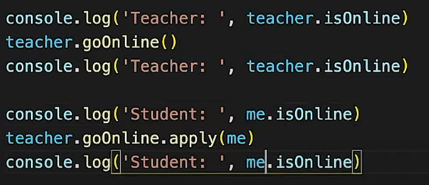 console.log('Teacher: ', teacher.isOnline)
teacher.goOnline()
console.log('Teacher: ', teacher.isOnline)
console.log('Student: ', me.isOnline)
teacher.goOnline.apply(me)
console.log('Student: ', me.isOnline)